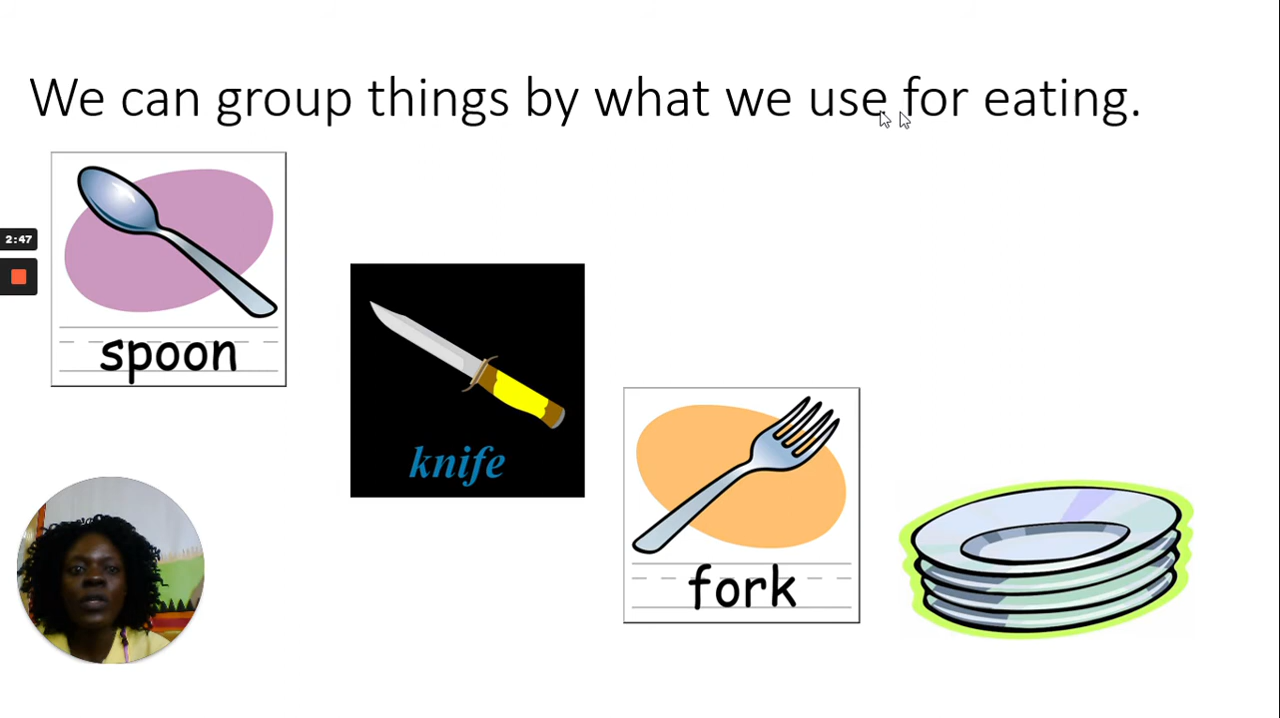 We can group things by what we use for eating.
2:47
spoon
knife
fork